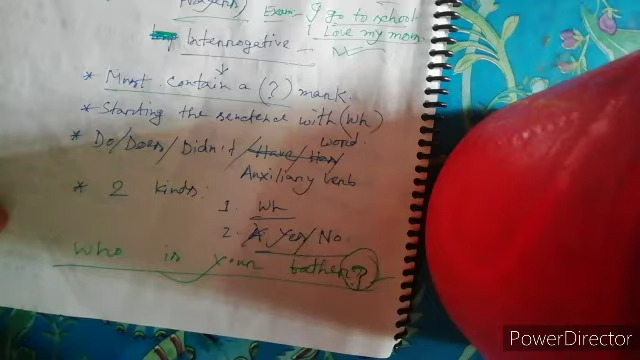 Exam:- I go to school
I Love my mom.
Interrogative -
* Must contain a (?) mark.
* Starting the sentence with (Wh) word.
* Do/Does/Didn't /Have/Has/
Auxiliary verb
* 2 kinds:
1. Wh
2. Yes/No.
Who is your father?
PowerDirector